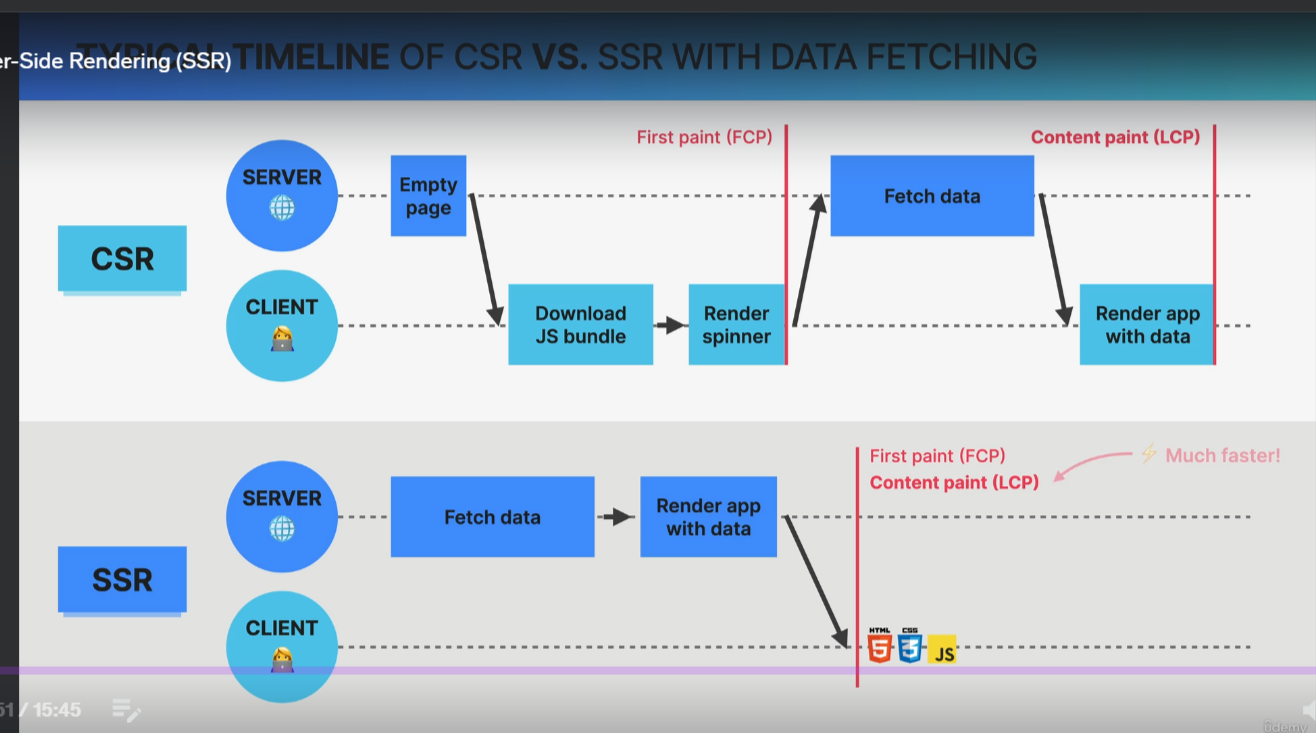 er-Side Rendering (SSR)
TYPICAL TIMELINE OF CSR VS. SSR WITH DATA FETCHING
First paint (FCP)
Content paint (LCP)
SERVER
Empty
page
Fetch data
CSR
CLIENT
Download
JS bundle
Render
spinner
Render app
with data
First paint (FCP)
Content paint (LCP)
Much faster!
SERVER
Fetch data
Render app
with data
SSR
CLIENT
HTML
5
CSS
3
JS
51 / 15:45
ûdemy